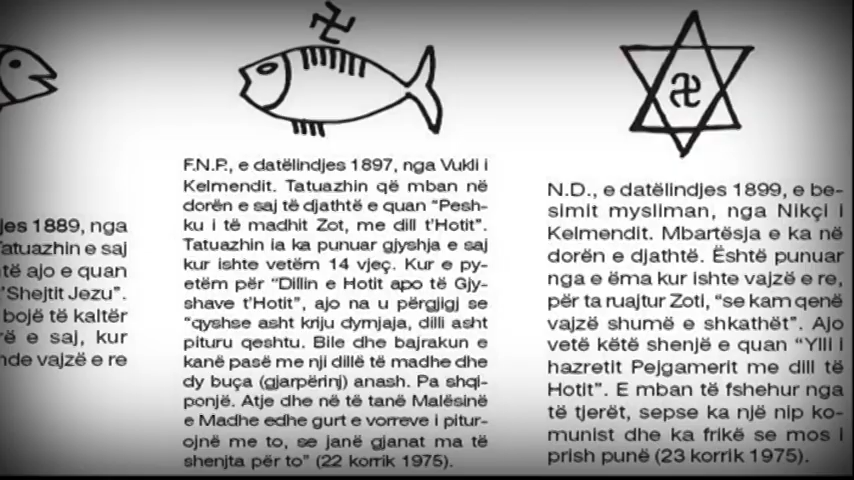 jes 1889, nga
Tatuazhin e saj
të ajo e quan
"Shejtit Jezu".
bojë të kaltër
rë e saj, kur
nde vajzë e re
F.N.P., e datëlindjes 1897, nga Vukli i
Kelmendit. Tatuazhin që mban në
dorën e saj të djathtë e quan "Pesh-
ku i të madhit Zot, me dill t'Hotit".
Tatuazhin ia ka punuar gjyshja e saj
kur ishte vetëm 14 vjeç. Kur e py-
etëm për "Dillin e Hotit apo të Gjy-
shave t'Hotit", ajo na u përgjigj se
"qyshse asht kriju dymjaja, dilli asht
pituru qeshtu. Bile dhe bajrakun e
kanë pasë me nji dillë të madhe dhe
dy buça (gjarpërinj) anash. Pa shqi-
ponjë. Atje dhe në të tanë Malësinë
e Madhe edhe gurt e vorreve i pitur-
ojnë me to, se janë gjanat ma të
shenjta për to" (22 korrik 1975).
N.D., e datëlindjes 1899, e be-
simit mysliman, nga Nikçi i
Kelmendit. Mbartësja e ka në
dorën e djathtë. Është punuar
nga e ëma kur ishte vajzë e re,
për ta ruajtur Zoti, "se kam qenë
vajzë shumë e shkathët". Ajo
vetë këtë shenjë e quan "Ylli i
hazretit Pejgamerit me dill të
Hotit". E mban të fshehur nga
të tjerët, sepse ka një nip ko-
munist dhe ka frikë se mos i
prish punë (23 korrik 1975).